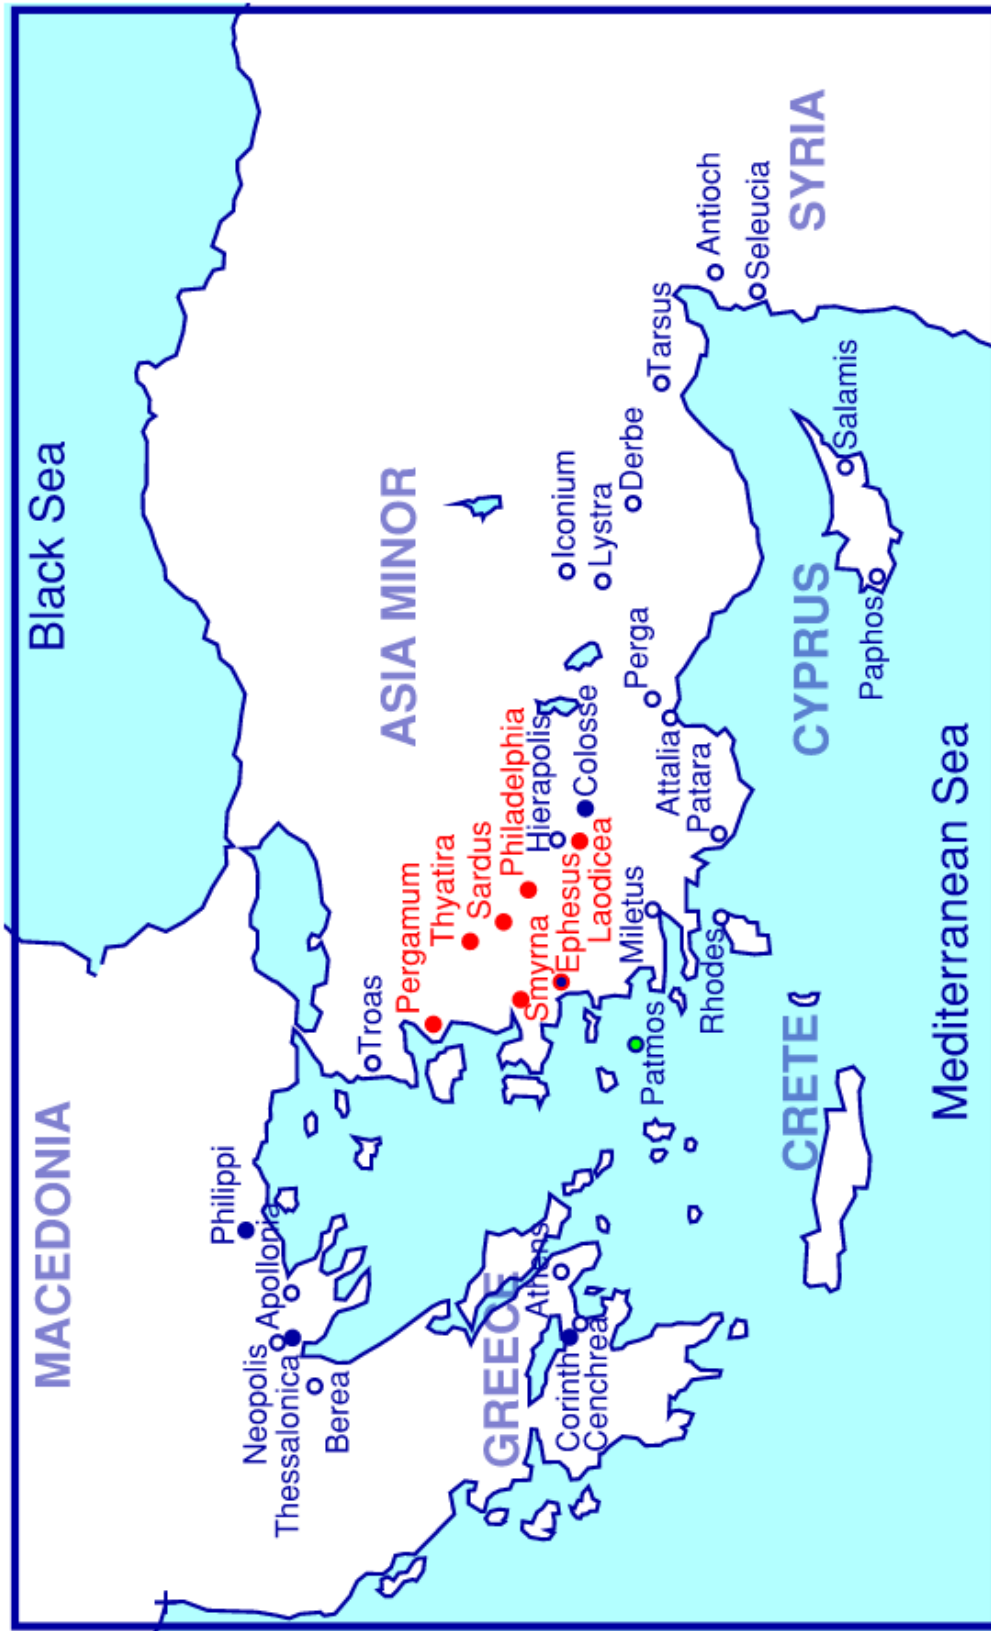 Black Sea
MACEDONIA
Philippi
Apollonia
Neopolis
Thessalonica
Berea
Troas
ASIA MINOR
Pergamum
Thyatira
Sardus
Philadelphia
Smyrna
Hierapolis
Ephesus
Colosse
Laodicea
Iconium
Lystra
Derbe
Tarsus
Antioch
Seleucia
SYRIA
GREECE
Athens
Corinth
Cenchrea
Miletus
Patmos
Perga
Attalia
Patara
Rhodes
CYPRUS
Salamis
Paphos
CRETE
Mediterranean Sea